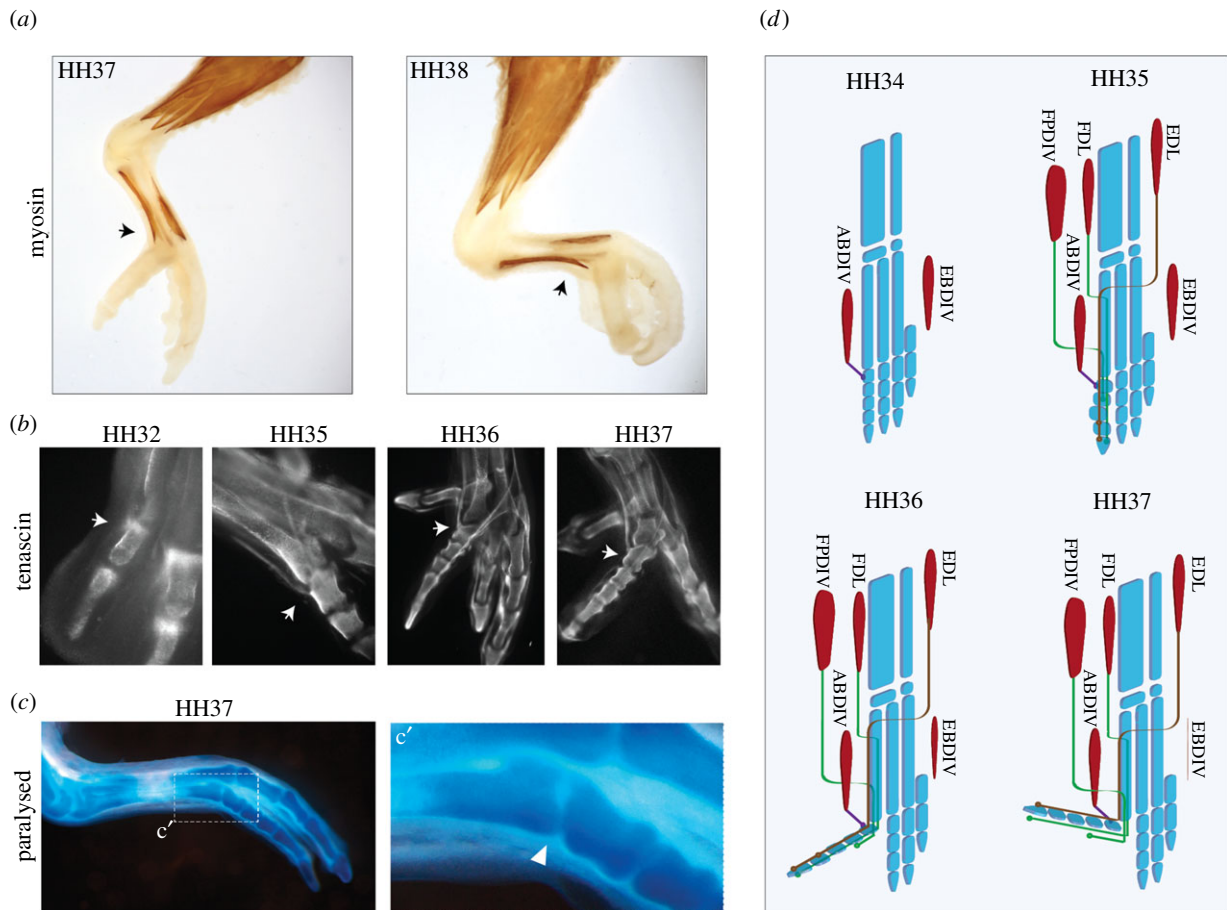 (a)
HH37
HH38
myosin
(b)
HH32
HH35
HH36
HH37
tenascin
(c)
HH37
c′
c′
paralysed
(d)
HH34
ABDIV
EBDIV
HH35
FPDIV
FDL
EDL
ABDIV
EBDIV
HH36
FPDIV
FDL
EDL
ABDIV
EBDIV
HH37
FPDIV
FDL
EDL
ABDIV
EBDIV